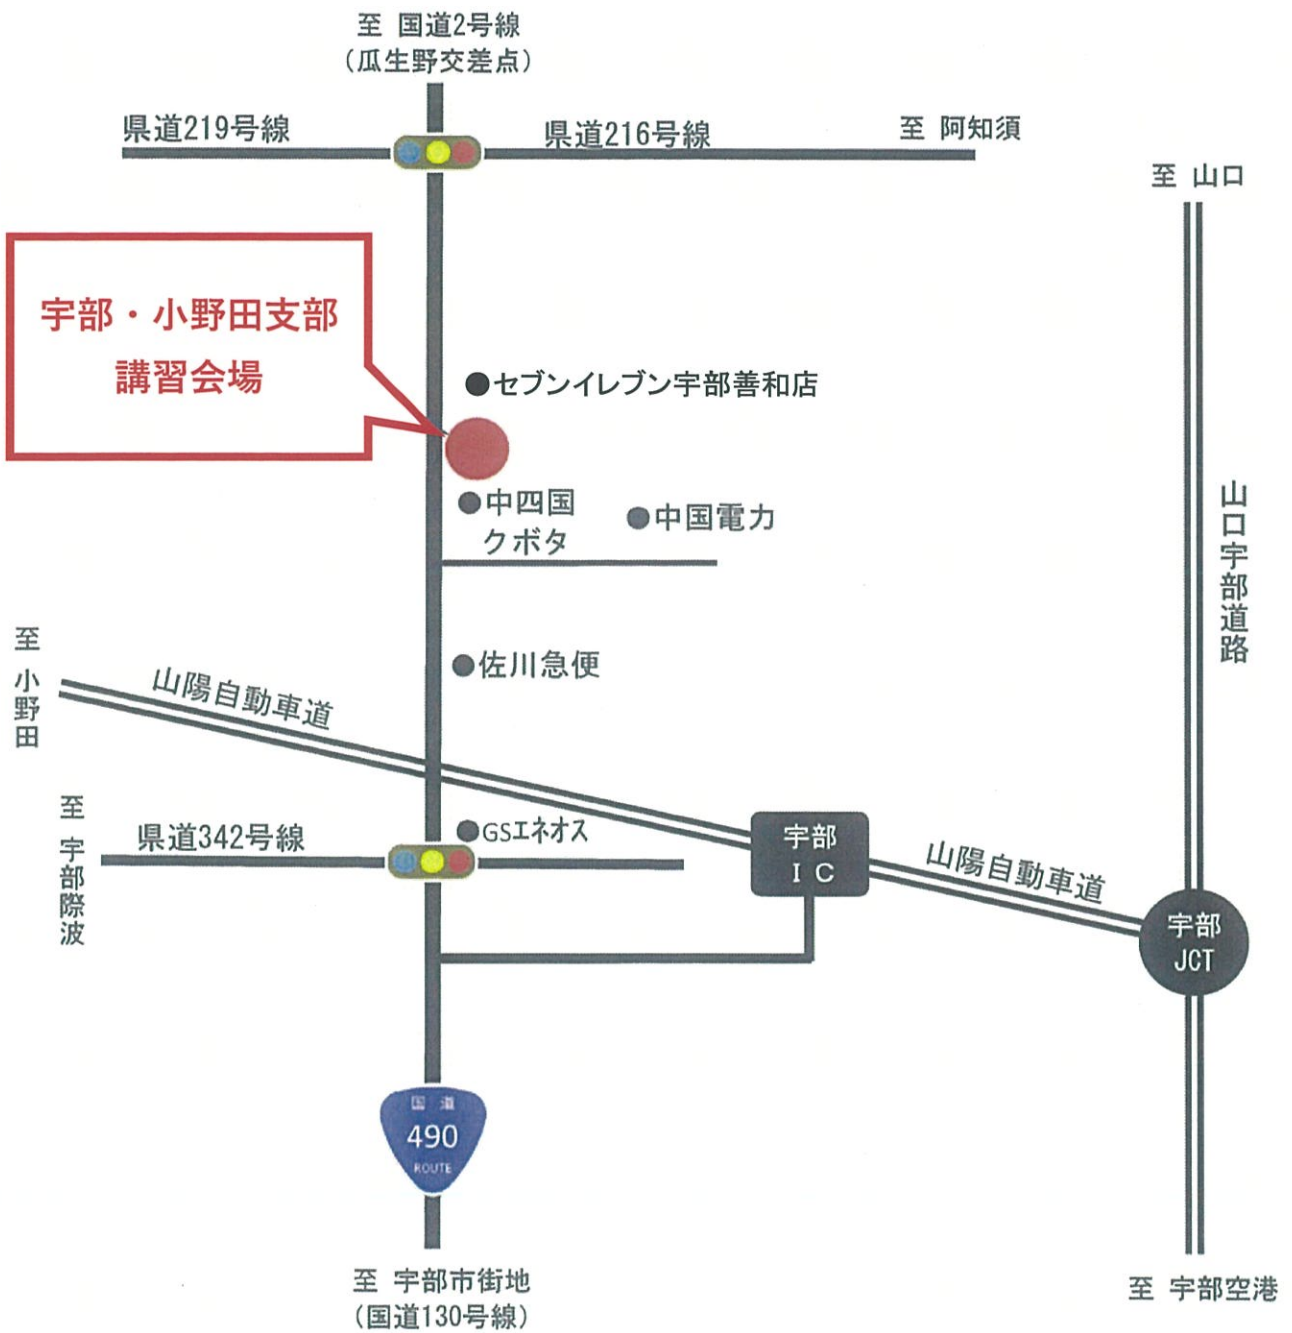 至 国道2号線
(瓜生野交差点)
県道219号線
県道216号線
至 阿知須
至 山口
宇部・小野田支部
講習会場
●セブンイレブン宇部善和店
●中四国
クボタ
●中国電力
山口宇部道路
至 小野田
●佐川急便
山陽自動車道
至 宇部際波
県道342号線
●GSエネオス
宇部
IC
山陽自動車道
宇部
JCT
国道
490
ROUTE
至 宇部市街地
(国道130号線)
至 宇部空港